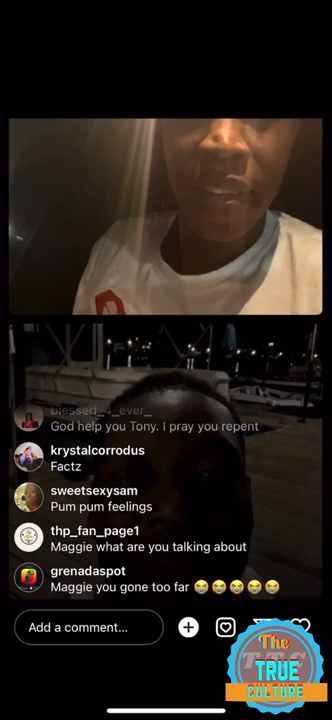 blessed_4_ever_
God help you Tony. I pray you repent
krystalcorrodus
Factz
sweetsexysam
Pum pum feelings
thp_fan_page1
Maggie what are you talking about
grenadaspot
Maggie you gone too far 😭😭😭😭😭
Add a comment...
The
T.T.C
TRUE
CULTURE